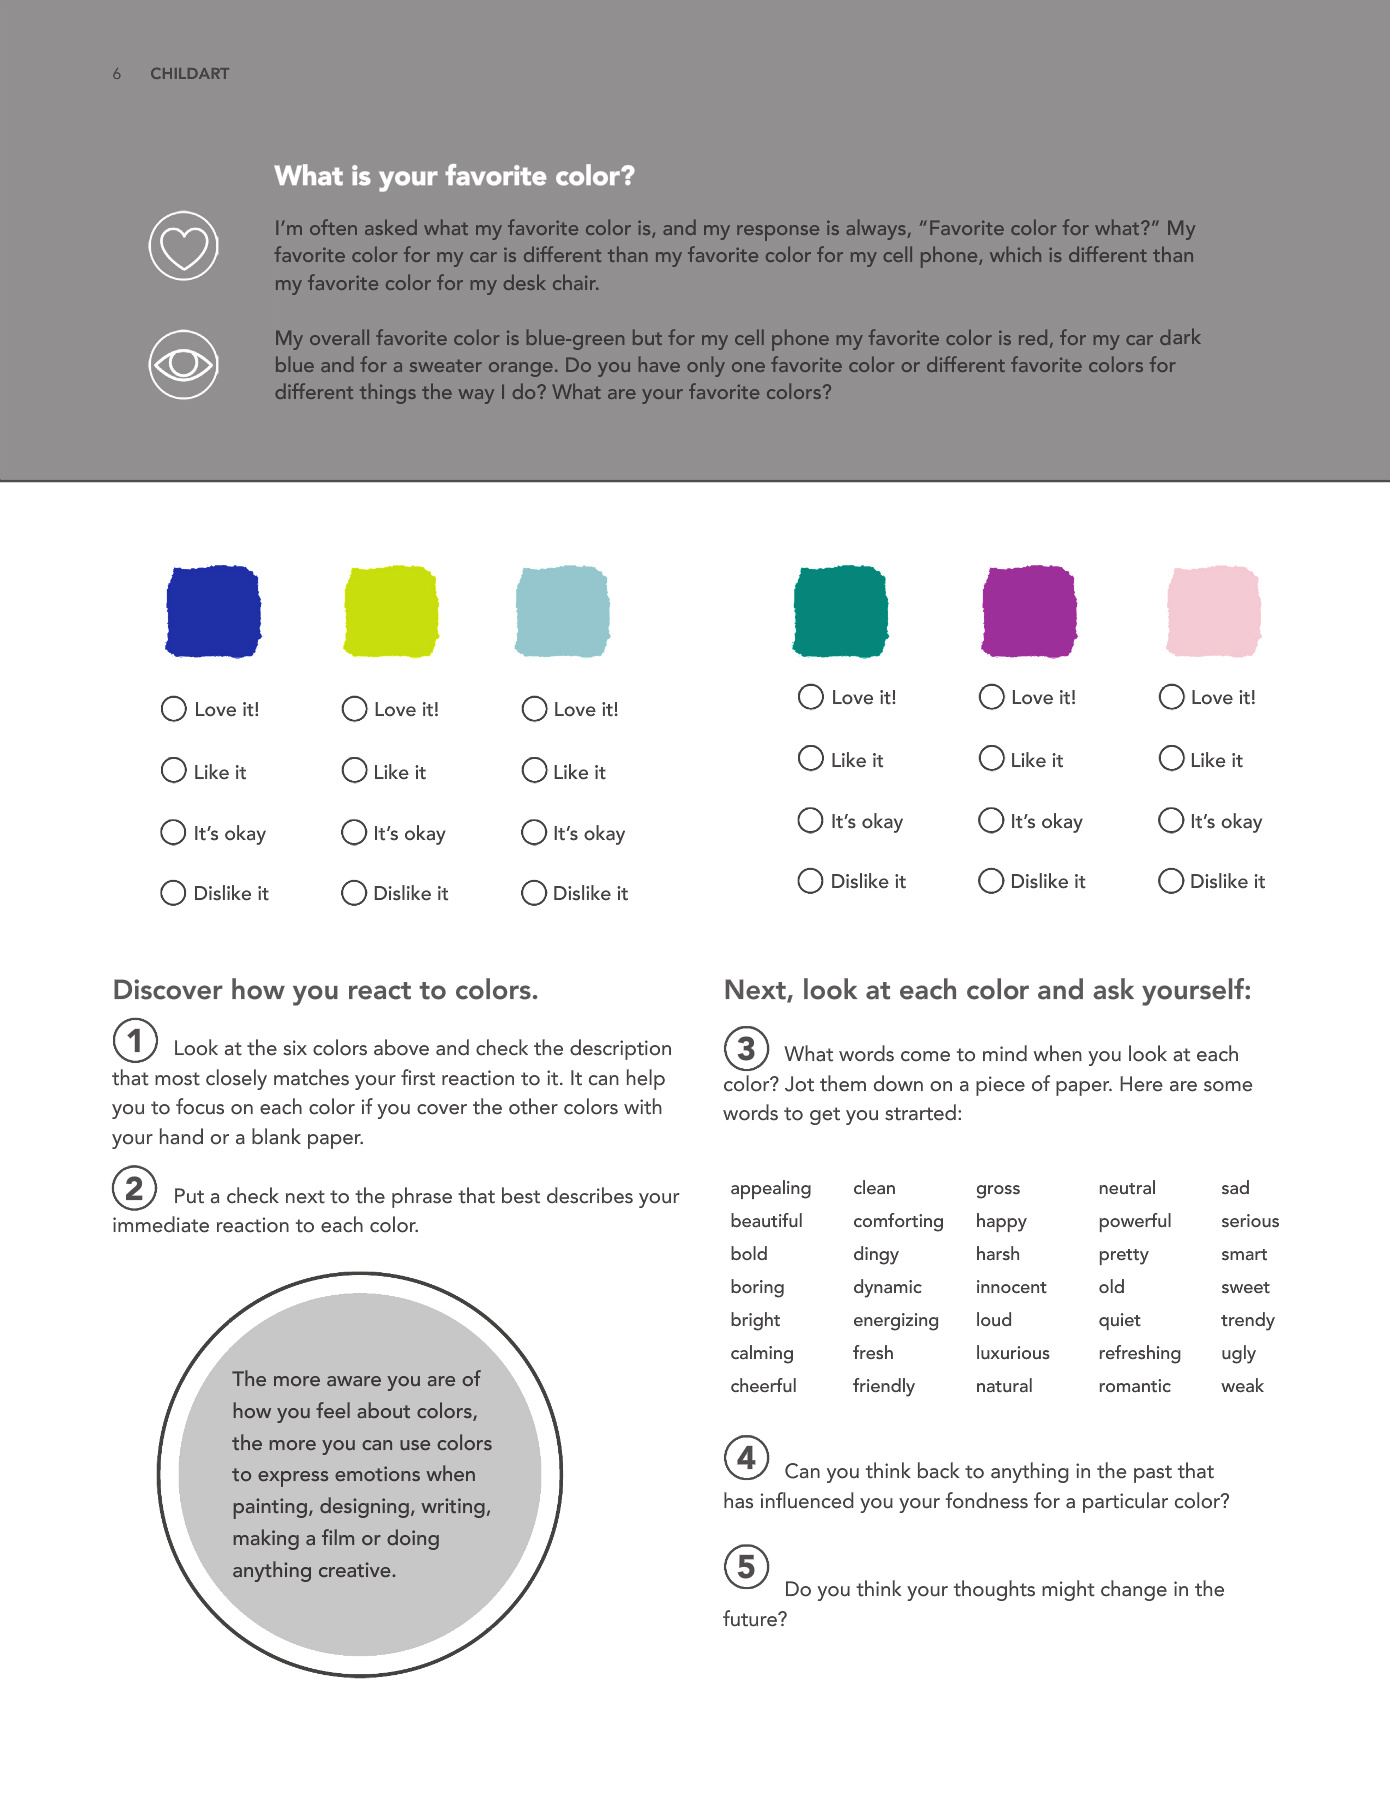 6 CHILDART
What is your favorite color?
I’m often asked what my favorite color is, and my response is always, “Favorite color for what?” My
favorite color for my car is different than my favorite color for my cell phone, which is different than
my favorite color for my desk chair.
My overall favorite color is blue-green but for my cell phone my favorite color is red, for my car dark
blue and for a sweater orange. Do you have only one favorite color or different favorite colors for
different things the way I do? What are your favorite colors?
Love it! Love it! Love it!
Like it Like it Like it
It’s okay It’s okay It’s okay
Dislike it Dislike it Dislike it
Love it! Love it! Love it!
Like it Like it Like it
It’s okay It’s okay It’s okay
Dislike it Dislike it Dislike it
Discover how you react to colors.
1 Look at the six colors above and check the description
that most closely matches your first reaction to it. It can help
you to focus on each color if you cover the other colors with
your hand or a blank paper.
2 Put a check next to the phrase that best describes your
immediate reaction to each color.
The more aware you are of
how you feel about colors,
the more you can use colors
to express emotions when
painting, designing, writing,
making a film or doing
anything creative.
Next, look at each color and ask yourself:
3 What words come to mind when you look at each
color? Jot them down on a piece of paper. Here are some
words to get you strarted:
appealing clean gross neutral sad
beautiful comforting happy powerful serious
bold dingy harsh pretty smart
boring dynamic innocent old sweet
bright energizing loud quiet trendy
calming fresh luxurious refreshing ugly
cheerful friendly natural romantic weak
4 Can you think back to anything in the past that
has influenced you your fondness for a particular color?
5 Do you think your thoughts might change in the
future?